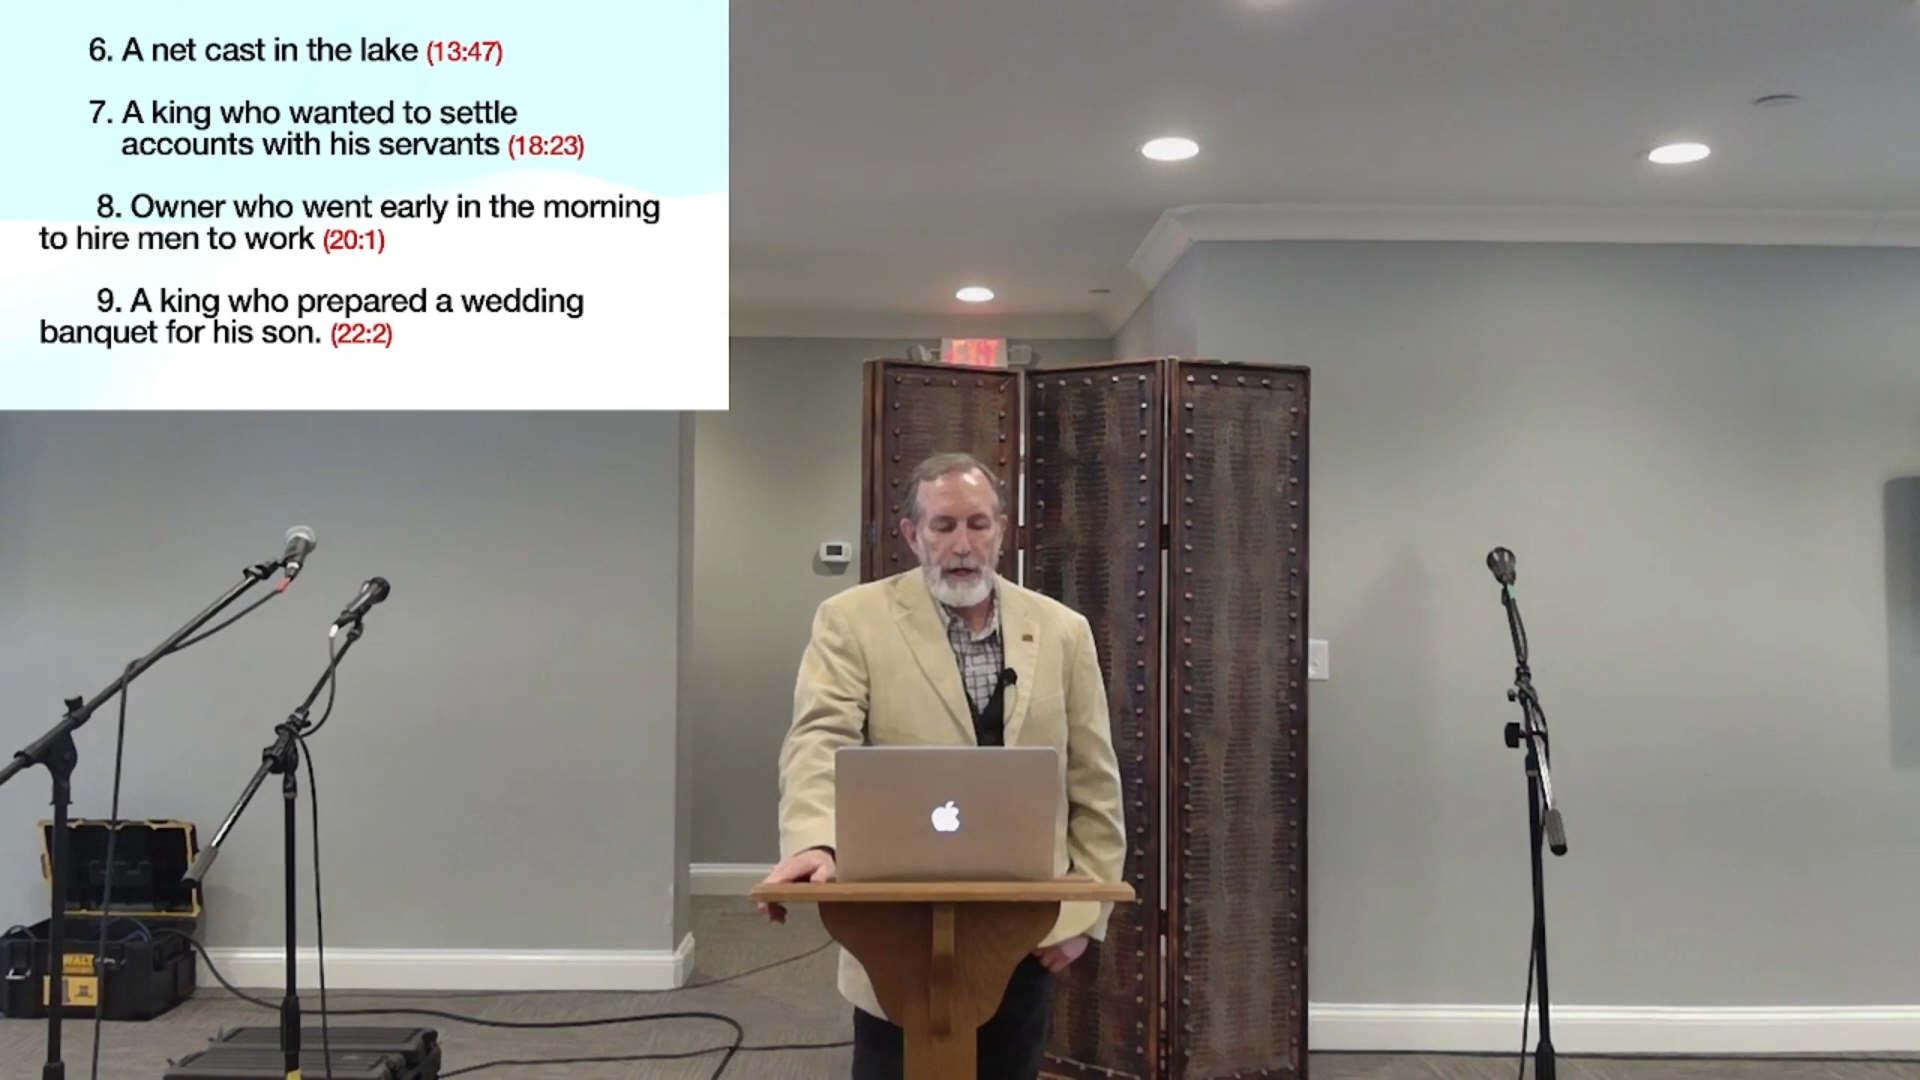 6. A net cast in the lake (13:47)
7. A king who wanted to settle
accounts with his servants (18:23)
8. Owner who went early in the morning
to hire men to work (20:1)
9. A king who prepared a wedding
banquet for his son. (22:2)